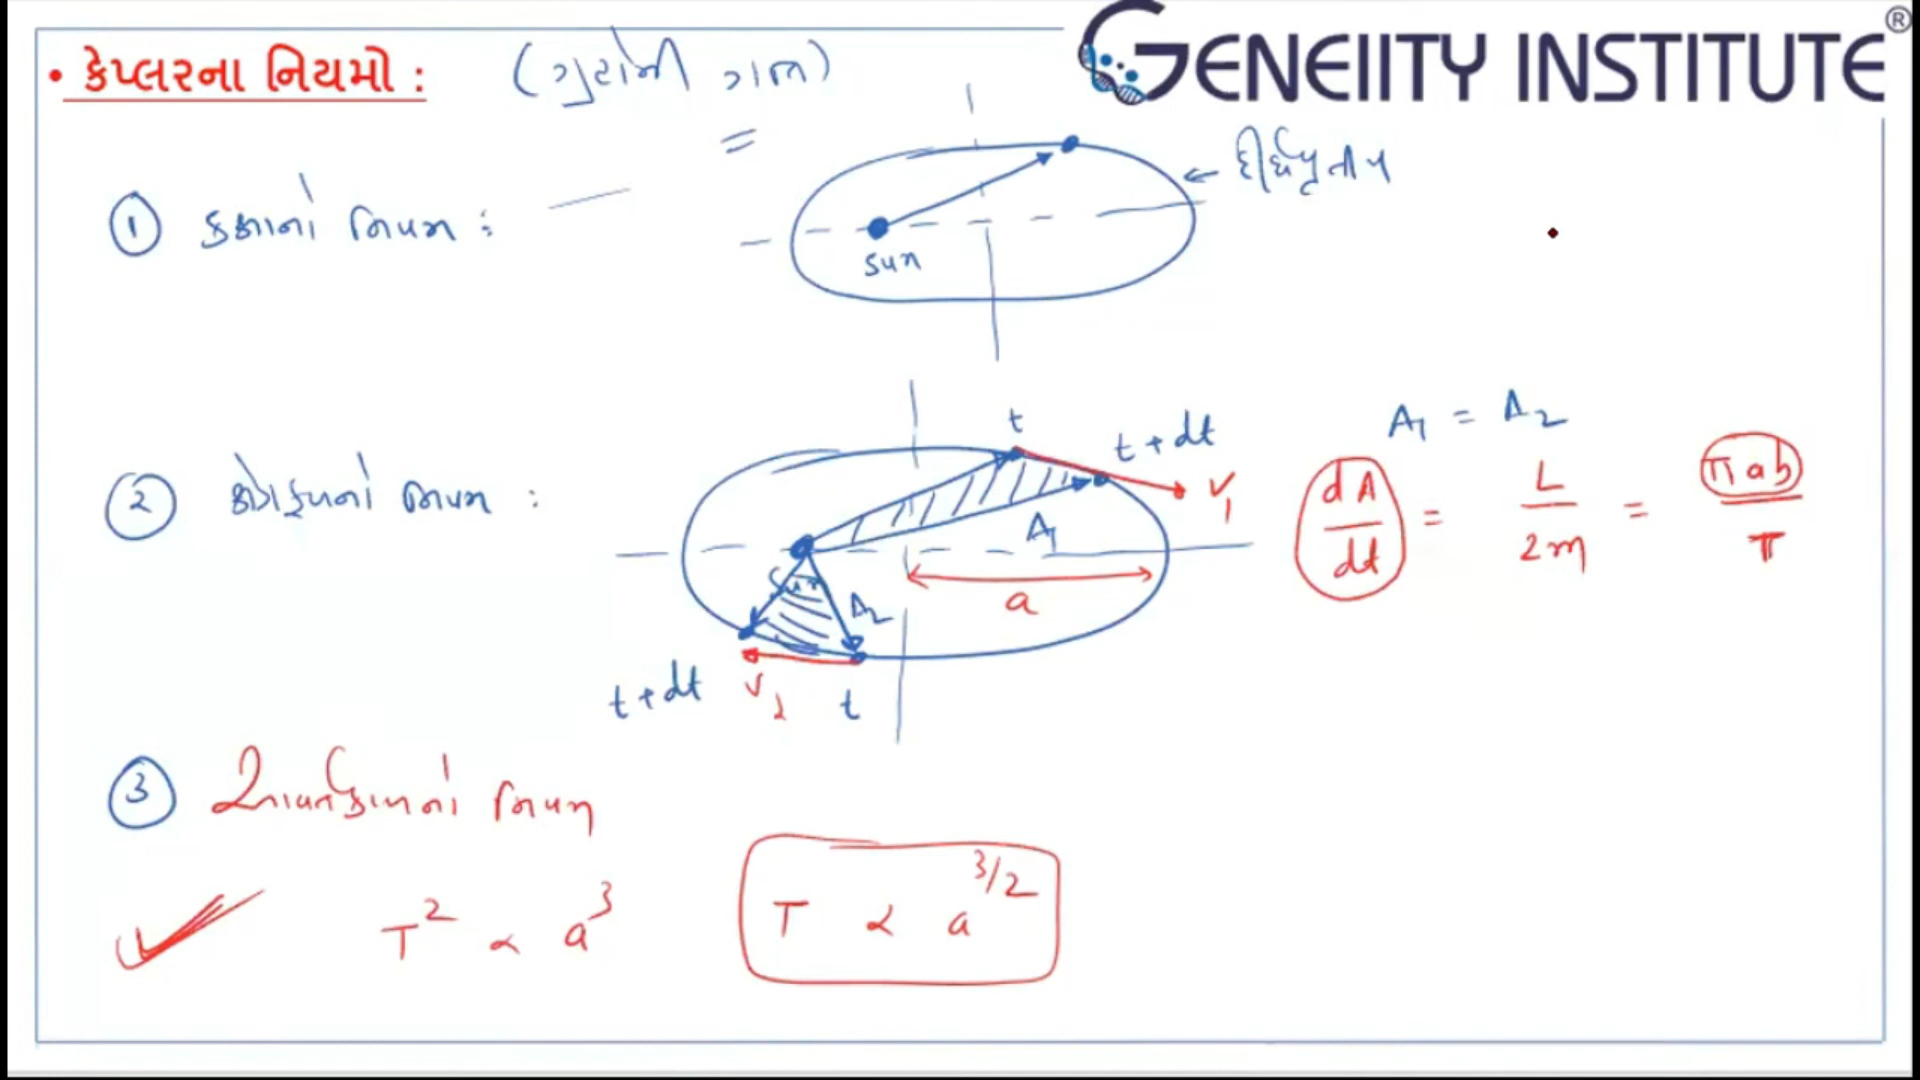 GENEIITY INSTITUTE ®
• કેપ્લરના નિયમો : (ગ્રહોની ગતિ)
① કક્ષાનો નિયમ :
sun
દીર્ઘવૃત્તીય
② ક્ષેત્રફળનો નિયમ :
t
t + dt
V₁
A₁
sun
A₂
a
t + dt
V₂
t
A₁ = A₂
dA/dt = L/2m = πab/T
③ આવર્તકાળનો નિયમ
T² ∝ a³
T ∝ a^3/2